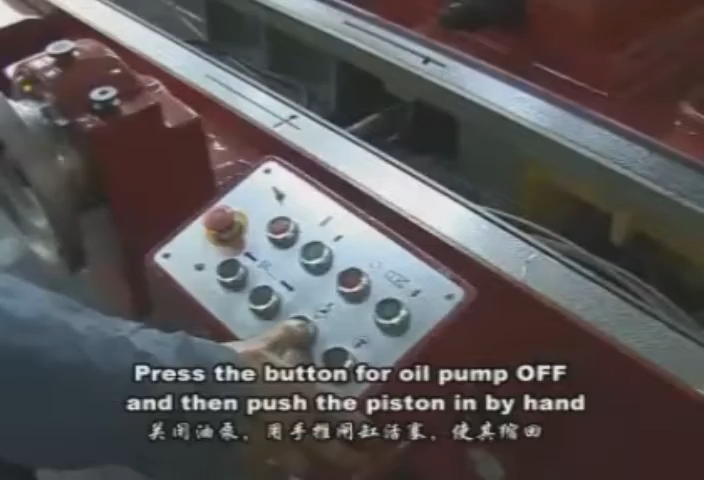 Press the button for oil pump OFF
and then push the piston in by hand
关闭油泵，用手推闸缸活塞，使其缩回